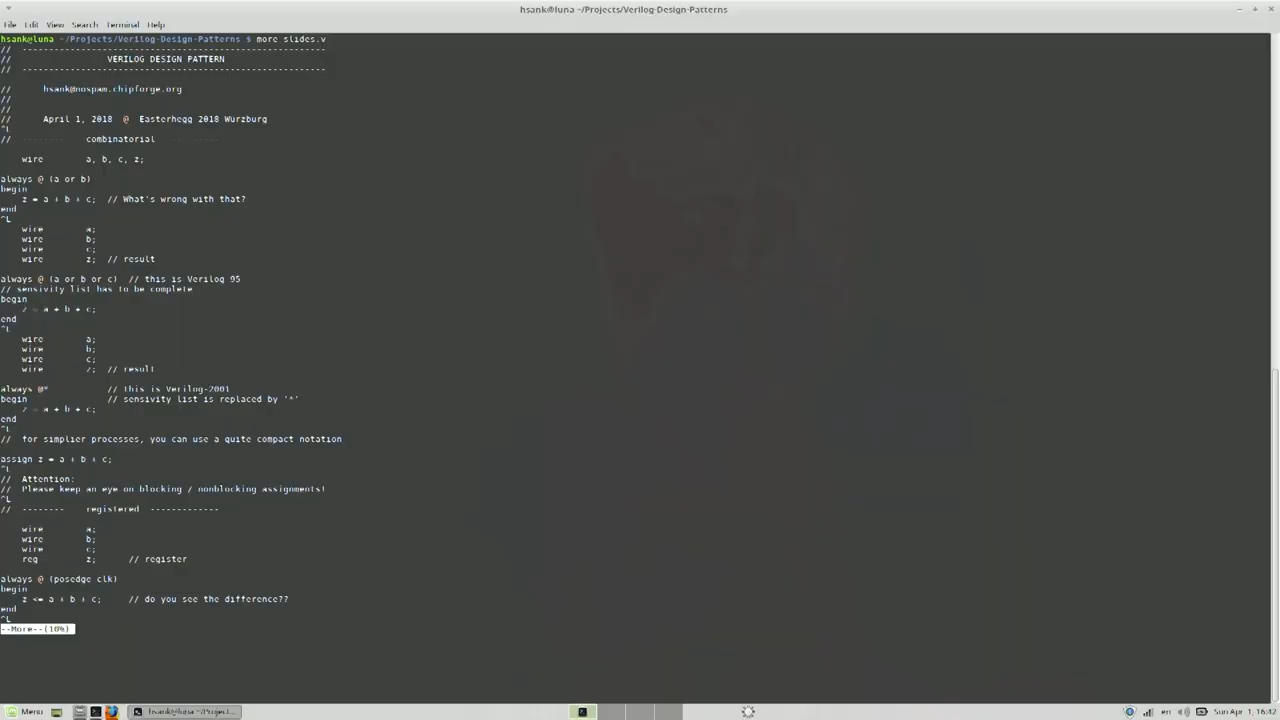 hsank@luna ~/Projects/Verilog-Design-Patterns
File Edit View Search Terminal Help
hsank@luna ~/Projects/Verilog-Design-Patterns $ more slides.v
// ---------------------------------------------------------
// VERILOG DESIGN PATTERN
// ---------------------------------------------------------
// hsank@nospam.chipforge.org
//
//
// April 1, 2018 @ Easterhegg 2018 Wurzburg
^L
// -------- combinatorial ---------
wire a, b, c, z;
always @ (a or b)
begin
z = a + b + c; // What's wrong with that?
end
^L
wire a;
wire b;
wire c;
wire z; // result
always @ (a or b or c) // this is Verilog 95
// sensivity list has to be complete
begin
z = a + b + c;
end
^L
wire a;
wire b;
wire c;
wire z; // result
always @* // this is Verilog-2001
begin // sensivity list is replaced by '*'
z = a + b + c;
end
^L
// for simplier processes, you can use a quite compact notation
assign z = a + b + c;
^L
// Attention:
// Please keep an eye on blocking / nonblocking assignments!
^L
// -------- registered -------------
wire a;
wire b;
wire c;
reg z; // register
always @ (posedge clk)
begin
z <= a + b + c; // do you see the difference??
end
^L
--More--(10%)
Menu hsank@luna ~/Project... en Sun Apr 1, 16:42